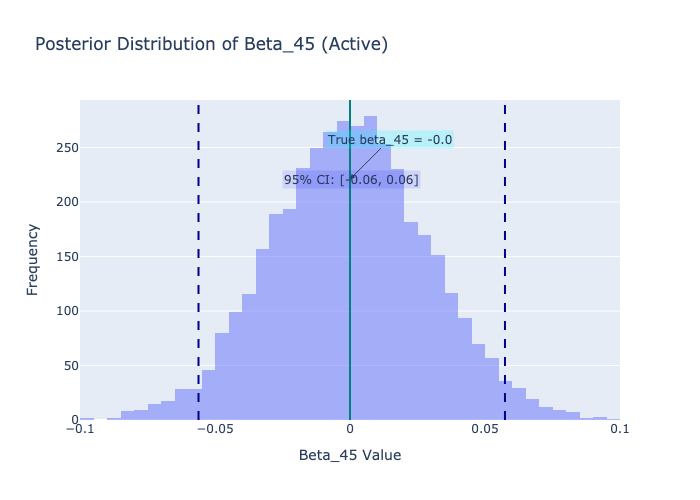 Posterior Distribution of Beta_45 (Active)
True beta_45 = -0.0
95% CI: [-0.06, 0.06]
Frequency
250
200
150
100
50
0
−0.1
−0.05
0
0.05
0.1
Beta_45 Value